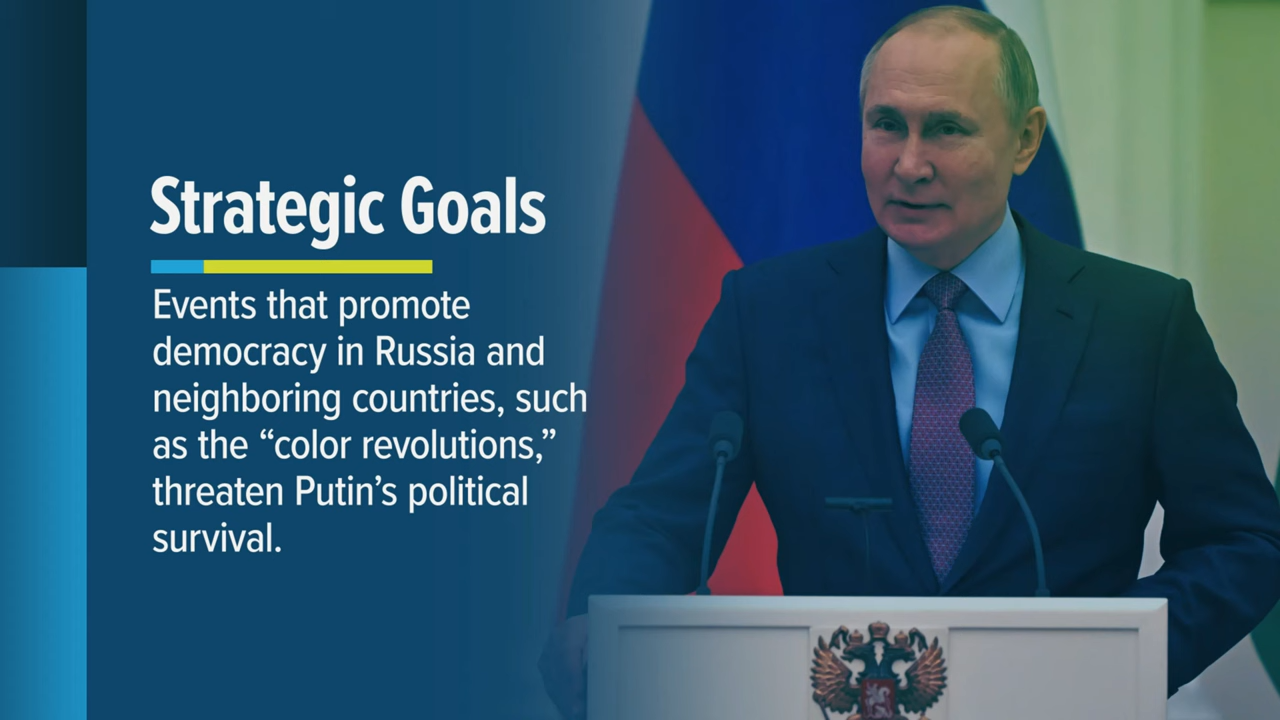 Strategic Goals
Events that promote
democracy in Russia and
neighboring countries, such
as the “color revolutions,”
threaten Putin’s political
survival.